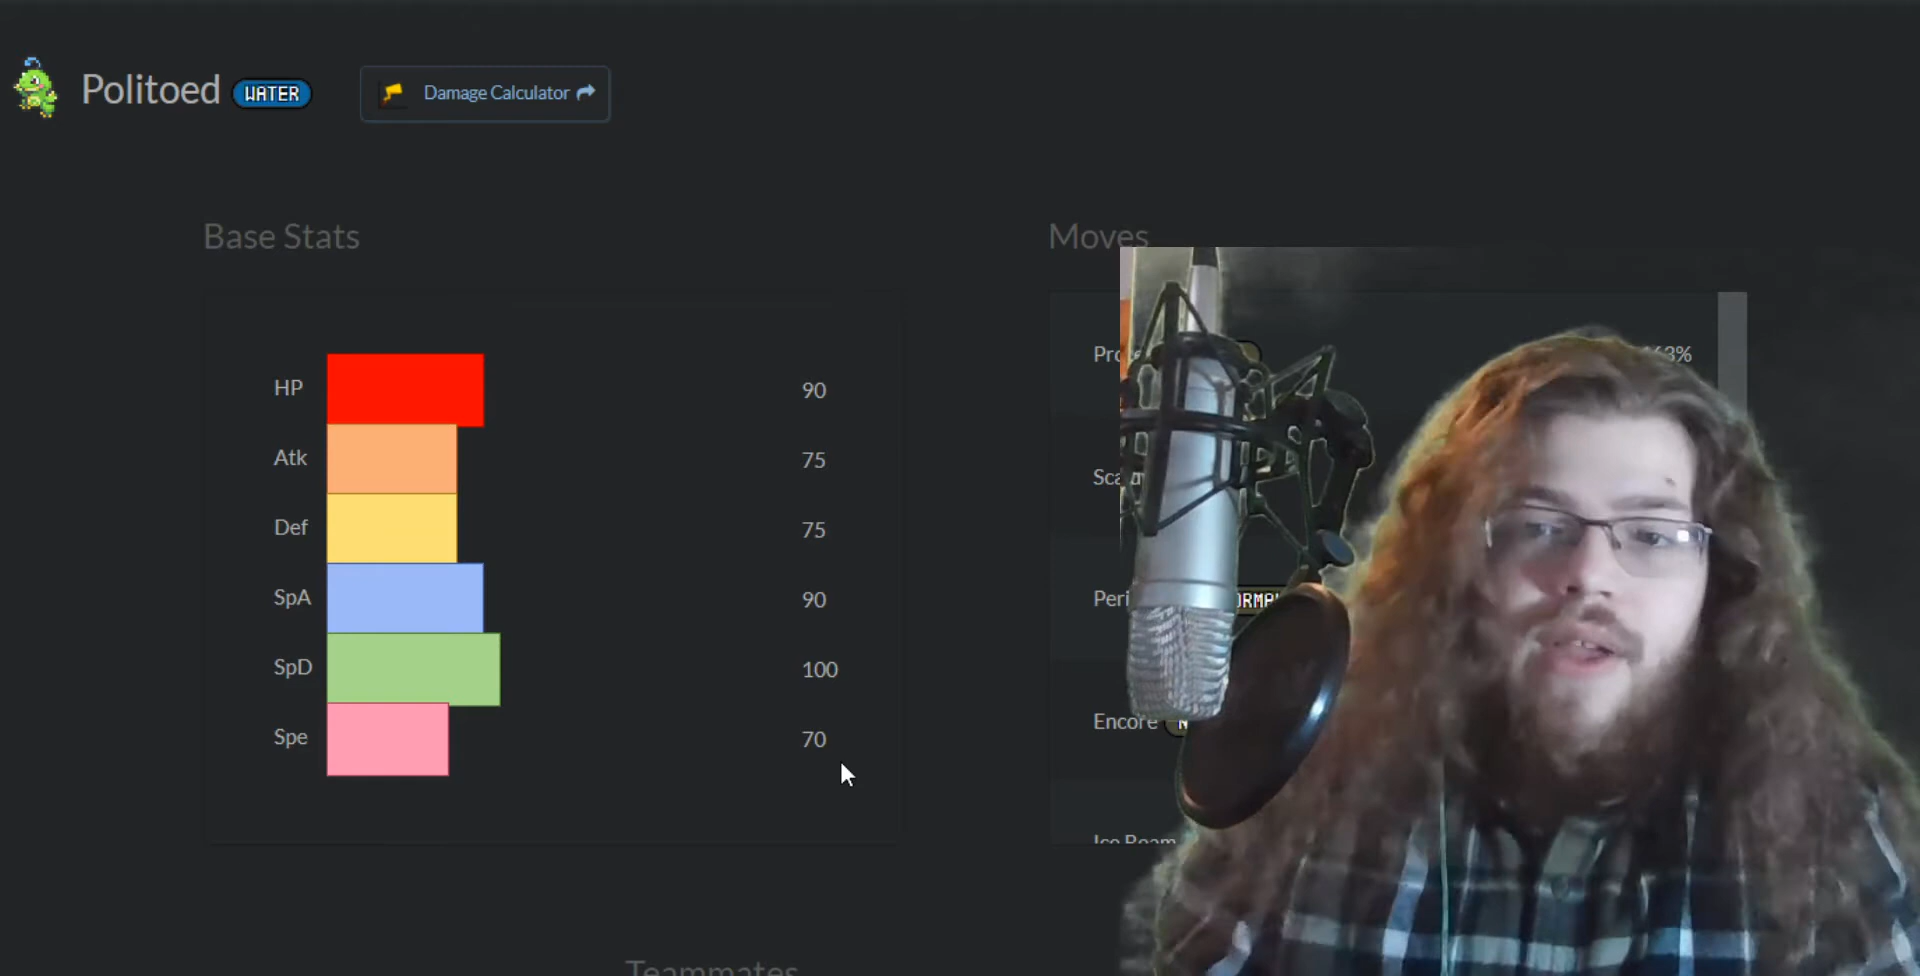 Politoed WATER Damage Calculator
Base Stats
Moves
HP 90
Atk 75
Def 75
SpA 90
SpD 100
Spe 70
Encore
Teammates